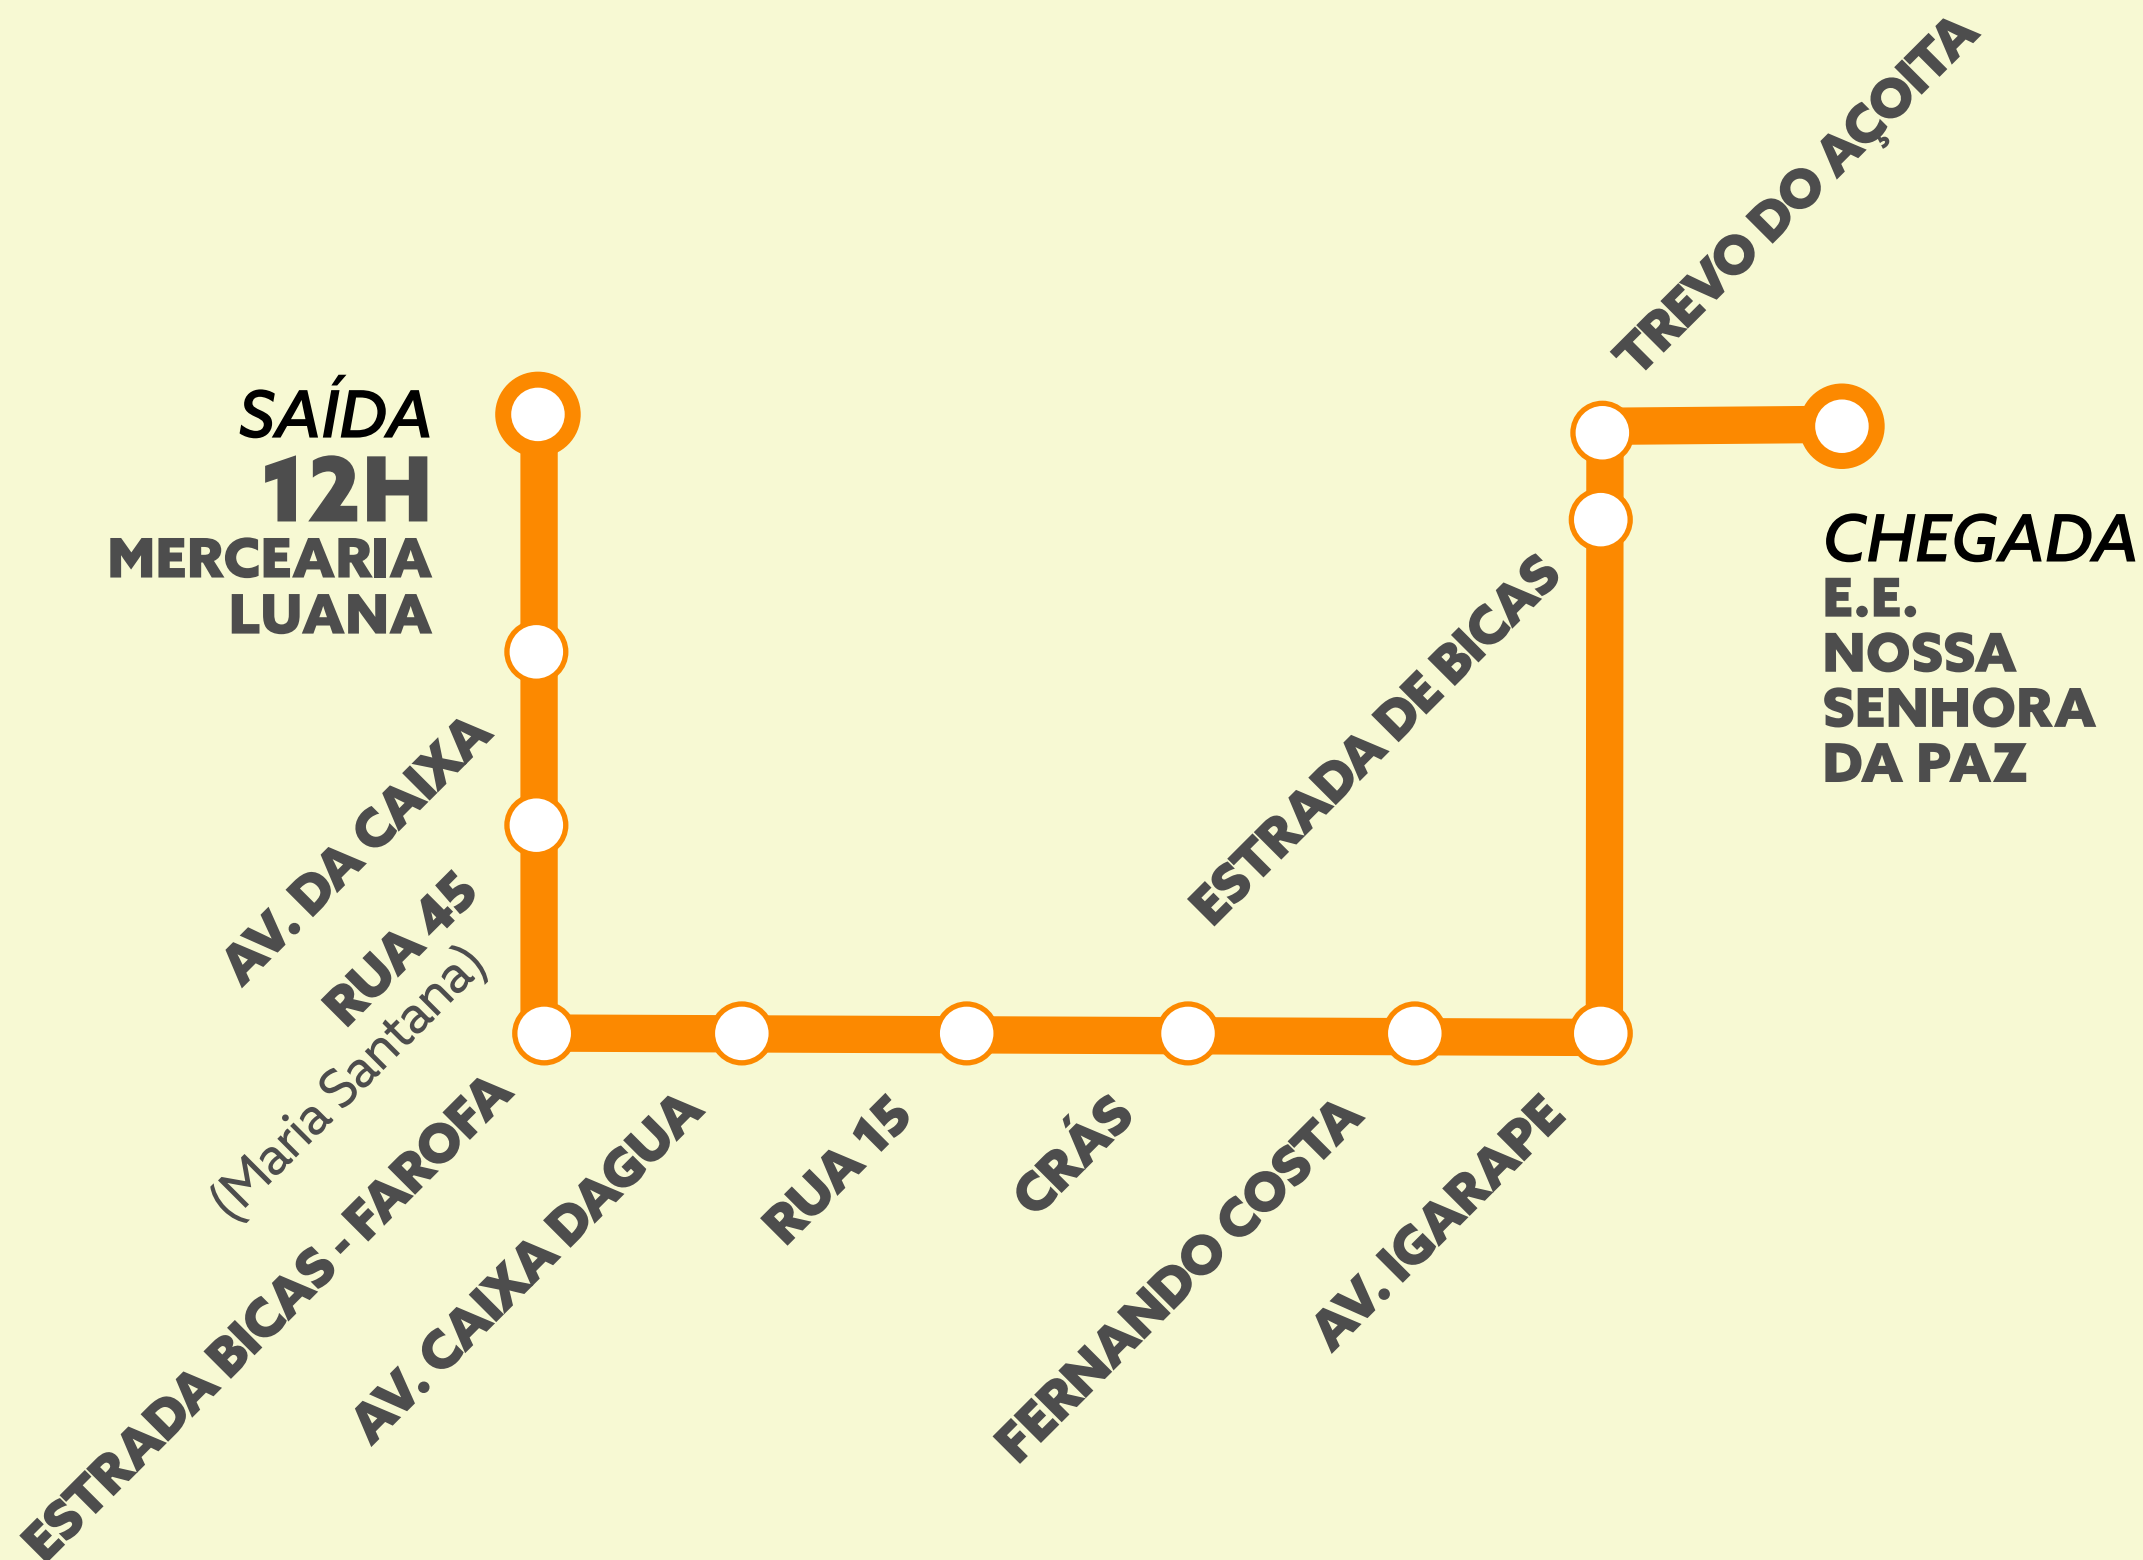 SAÍDA
12H
MERCEARIA
LUANA
AV. DA CAIXA
RUA 45
(Maria Santana)
ESTRADA BICAS - FAROFA
AV. CAIXA DAGUA
RUA 15
CRÁS
FERNANDO COSTA
AV. IGARAPE
ESTRADA DE BICAS
TREVO DO AÇOITA
CHEGADA
E.E.
NOSSA
SENHORA
DA PAZ